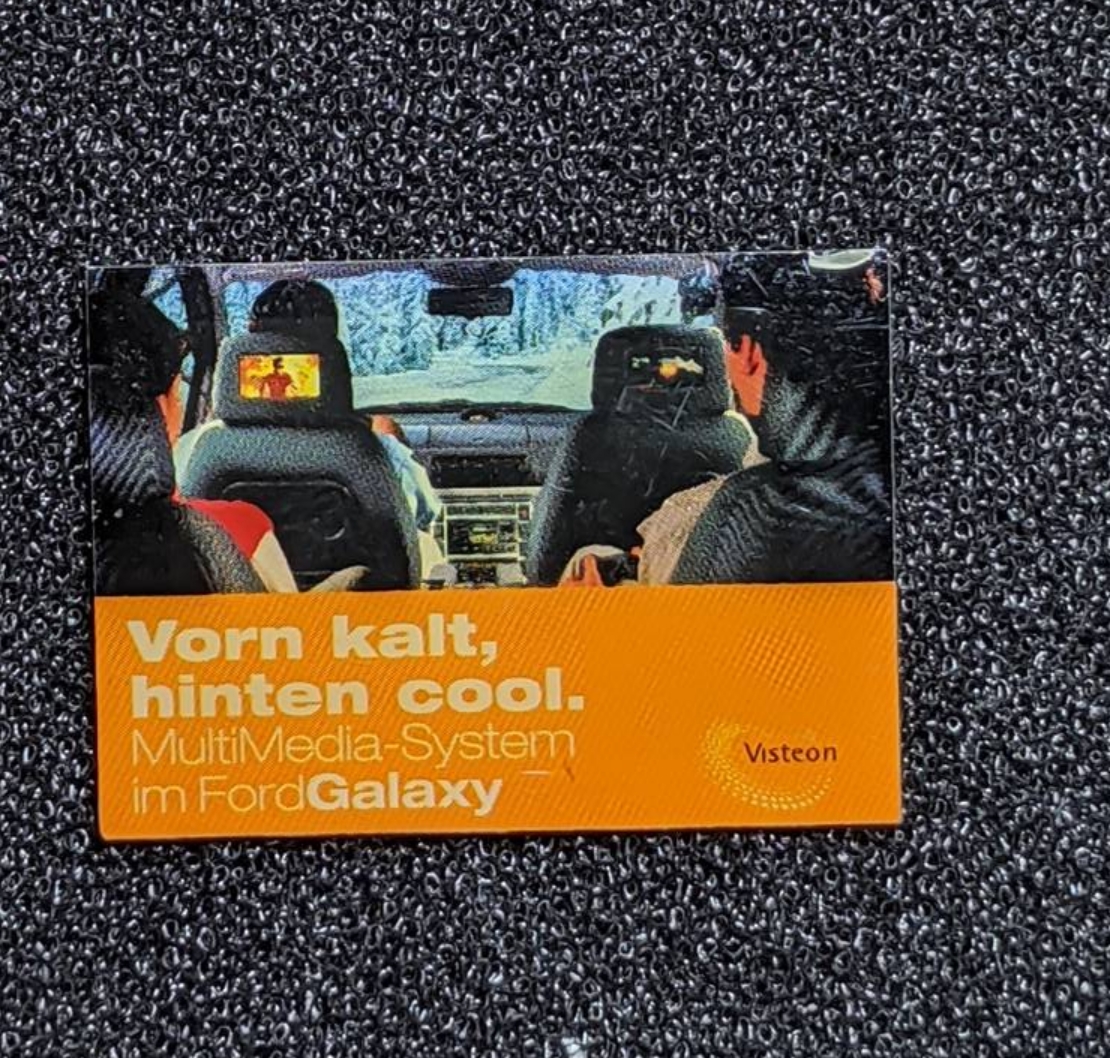 Vorn kalt,
hinten cool.
MultiMedia-System
im FordGalaxy
Visteon